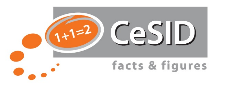 1+1=2
CeSID
facts & figures